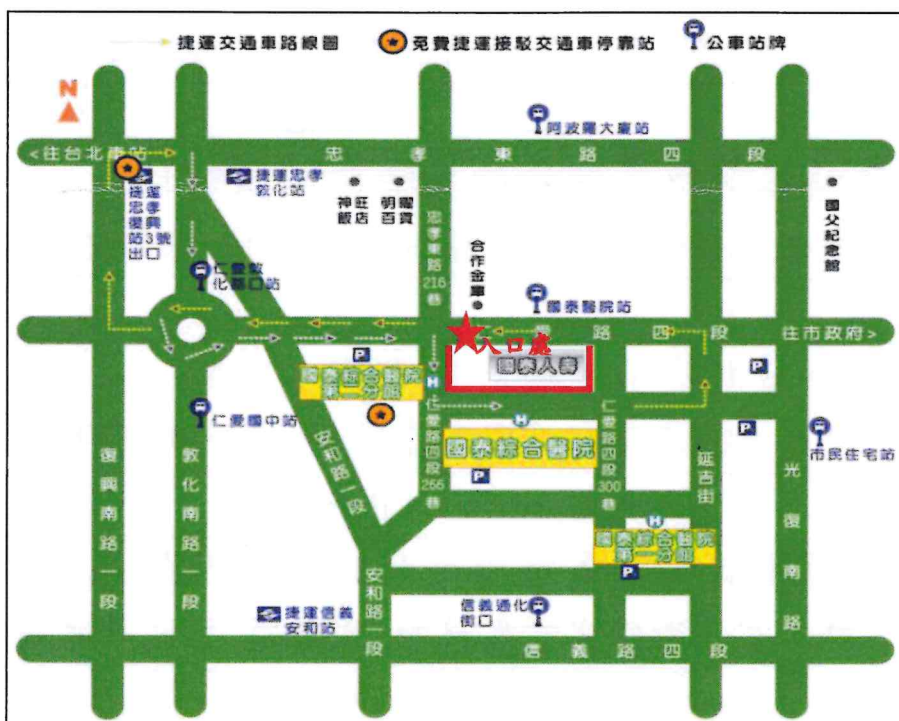 捷運交通車路線圖
免費捷運接駁交通車停靠站
公車站牌
N
阿波羅大廈站
<往台北車站
忠孝東路四段
捷運忠孝復興站3號出口
捷運忠孝
敦化站
神旺
飯店
明曜
百貨
忠孝東路216巷
合作金庫
國父紀念館
仁愛敦
化路口站
國泰醫院站
愛路四段
往市政府>
入口處
國泰人壽
P
國泰綜合醫院
第二分館
H
P
仁愛國中站
安和路一段
仁愛路四段266巷
H
國泰綜合醫院
P
仁愛路四段300巷
延吉街
P
市民住宅站
復興南路一段
敦化南路一段
光復南路
H
國泰綜合醫院
第一分館
P
安和路一段
捷運信義
安和站
信義通化
街口
信義路四段